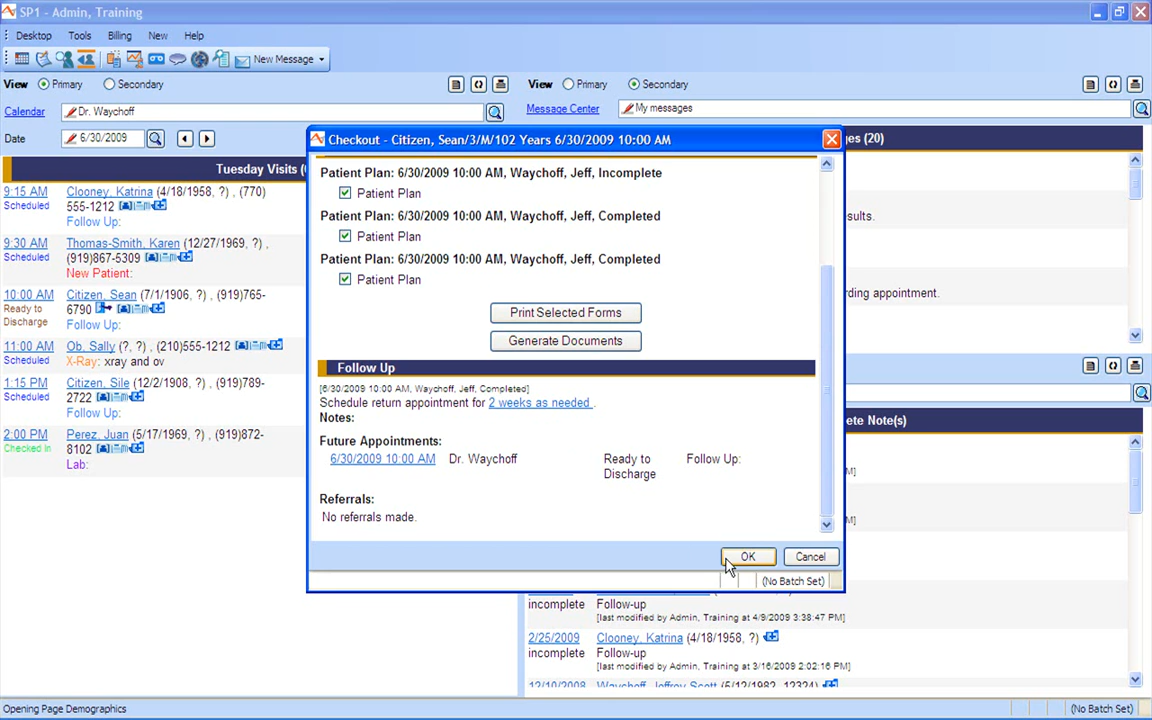 SP1 - Admin, Training
Desktop Tools Billing New Help
New Message
View Primary Secondary
Calendar Dr. Waychoff
Date 6/30/2009
Tuesday Visits (
9:15 AM Clooney, Katrina (4/18/1958, ?) , (770)
Scheduled 555-1212
Follow Up:
9:30 AM Thomas-Smith, Karen (12/27/1969, ?) ,
Scheduled (919)867-5309
New Patient:
10:00 AM Citizen, Sean (7/1/1906, ?) , (919)765-
Ready to 6790
Discharge Follow Up:
11:00 AM Ob, Sally (?, ?) , (210)555-1212
Scheduled X-Ray: xray and ov
1:15 PM Citizen, Sile (12/2/1908, ?) , (919)789-
Scheduled 2722
Follow Up:
2:00 PM Perez, Juan (5/17/1969, ?) , (919)872-
Checked In 8102
Lab:
View Primary Secondary
Message Center My messages
ges (20)
sults.
rding appointment.
ete Note(s)
M]
M]
incomplete Follow-up
[last modified by Admin, Training at 4/9/2009 3:38:47 PM]
2/25/2009 Clooney, Katrina (4/18/1958, ?)
incomplete Follow-up
[last modified by Admin, Training at 3/16/2009 2:02:16 PM]
12/10/2008 Waychoff, Jeffrey Scott (5/12/1982, 12324)
Checkout - Citizen, Sean/3/M/102 Years 6/30/2009 10:00 AM
Patient Plan: 6/30/2009 10:00 AM, Waychoff, Jeff, Incomplete
Patient Plan
Patient Plan: 6/30/2009 10:00 AM, Waychoff, Jeff, Completed
Patient Plan
Patient Plan: 6/30/2009 10:00 AM, Waychoff, Jeff, Completed
Patient Plan
Print Selected Forms
Generate Documents
Follow Up
[6/30/2009 10:00 AM, Waychoff, Jeff, Completed]
Schedule return appointment for 2 weeks as needed .
Notes:
Future Appointments:
6/30/2009 10:00 AM Dr. Waychoff Ready to Follow Up:
Discharge
Referrals:
No referrals made.
OK Cancel
(No Batch Set)
Opening Page Demographics (No Batch Set)